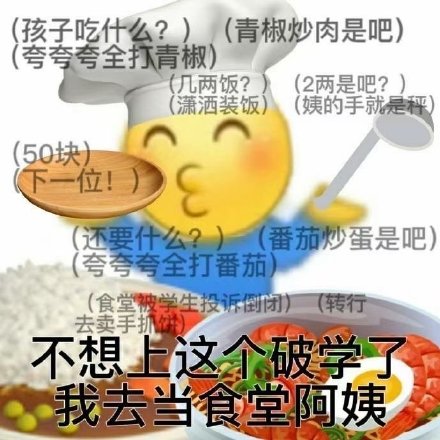 （孩子吃什么？）（青椒炒肉是吧）
（夸夸夸全打青椒）
（几两饭？）（2两是吧？）
（潇洒装饭）（姨的手就是秤）
（50块）
（下一位！）
（还要什么？）（番茄炒蛋是吧）
（夸夸夸全打番茄）
（食堂被学生投诉倒闭）（转行
去卖手抓饼）
不想上这个破学了
我去当食堂阿姨